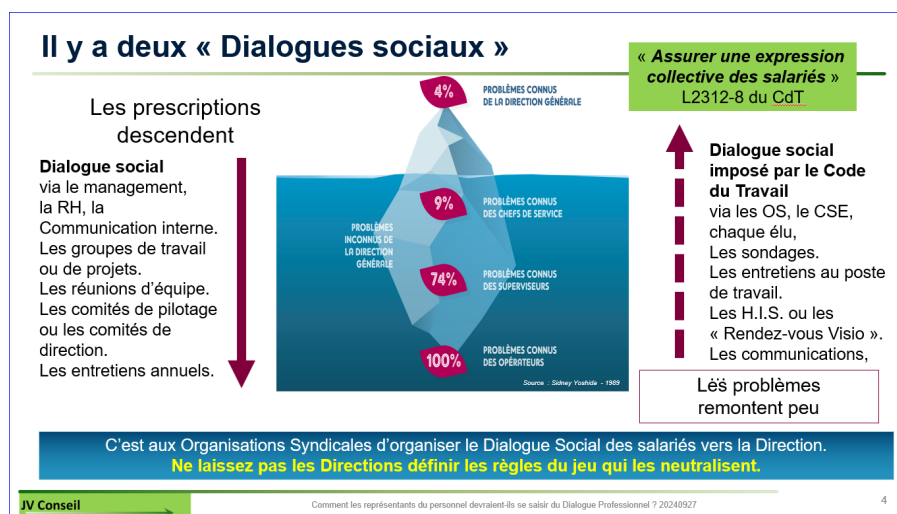 Il y a deux « Dialogues sociaux »
« Assurer une expression
collective des salariés »
L2312-8 du CdT
Les prescriptions
descendent
Dialogue social
via le management,
la RH, la
Communication interne.
Les groupes de travail
ou de projets.
Les réunions d'équipe.
Les comités de pilotage
ou les comités de
direction.
Les entretiens annuels.
4%
PROBLÈMES CONNUS
DE LA DIRECTION GÉNÉRALE
9%
PROBLÈMES CONNUS
DES CHEFS DE SERVICE
PROBLÈMES
INCONNUS DE
LA DIRECTION
GÉNÉRALE
74%
PROBLÈMES CONNUS
DES SUPERVISEURS
100%
PROBLÈMES CONNUS
DES OPÉRATEURS
Source : Sidney Yoshida - 1989
Dialogue social
imposé par le Code
du Travail
via les OS, le CSE,
chaque élu,
Les sondages.
Les entretiens au poste
de travail.
Les H.I.S. ou les
« Rendez-vous Visio ».
Les communications,
Les problèmes
remontent peu
C'est aux Organisations Syndicales d'organiser le Dialogue Social des salariés vers la Direction.
Ne laissez pas les Directions définir les règles du jeu qui les neutralisent.
JV Conseil
Comment les représentants du personnel devraient-ils se saisir du Dialogue Professionnel ? 20240927
4